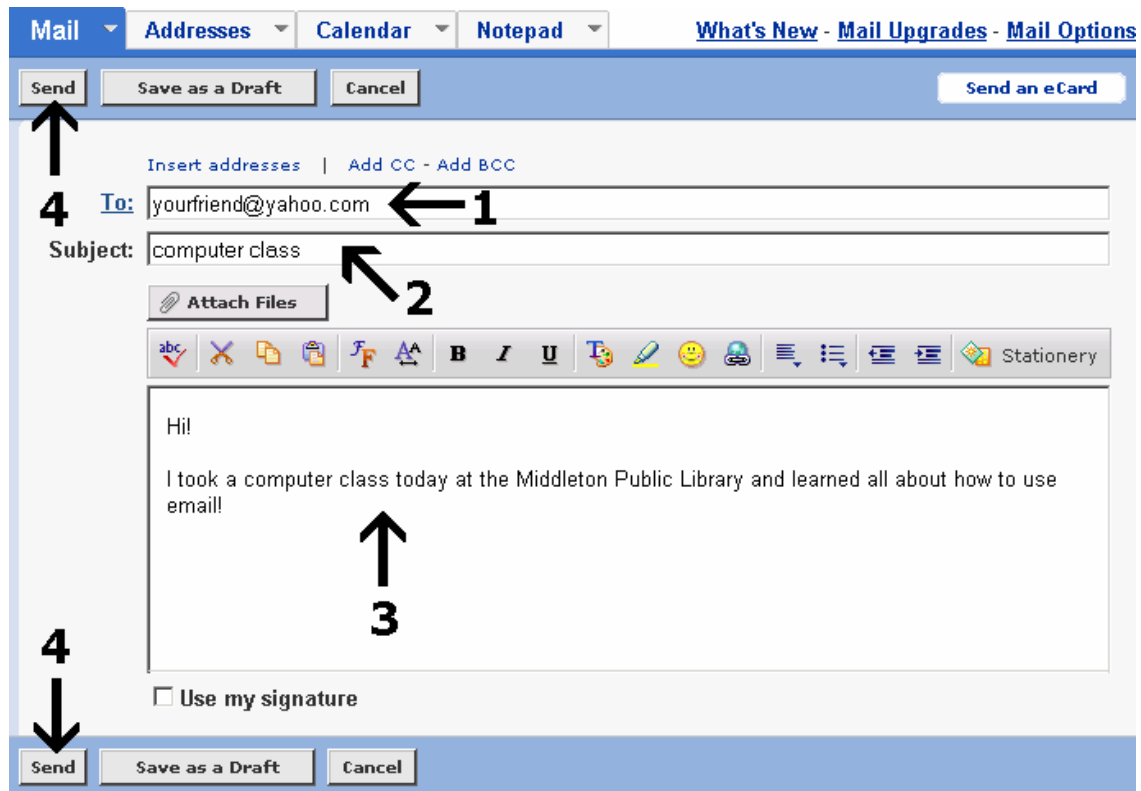 Mail Addresses Calendar Notepad What's New - Mail Upgrades - Mail Options
Send Save as a Draft Cancel Send an eCard
Insert addresses | Add CC - Add BCC
4 To: yourfriend@yahoo.com 1
Subject: computer class
2
Attach Files
abc F F A A B I U T Stationery
Hi!
I took a computer class today at the Middleton Public Library and learned all about how to use
email!
3
4
Use my signature
Send Save as a Draft Cancel